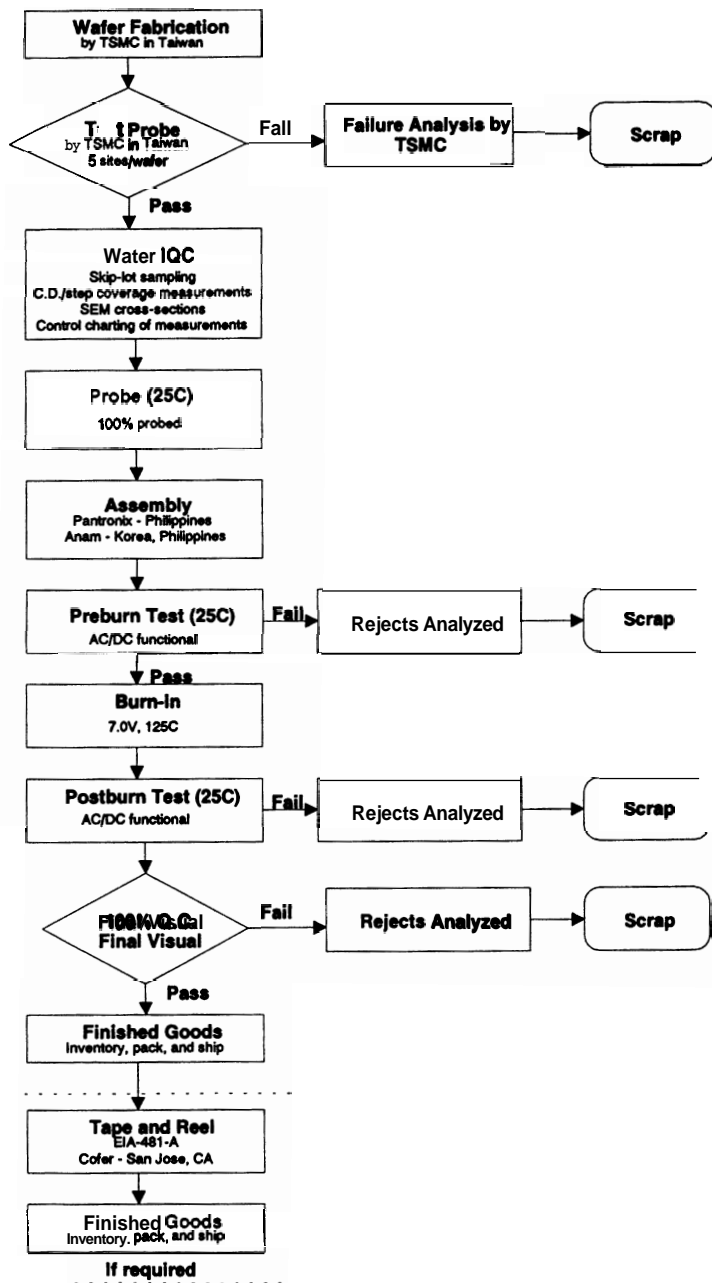 Wafer Fabrication
by TSMC in Taiwan
Probe
by TSMC in Taiwan
5 sites/wafer
Fall
Failure Analysis by
TSMC
Scrap
Pass
Water IQC
Skip-lot sampling
C.D./step coverage measurements
SEM cross-sections
Control charting of measurements
Probe (25C)
100% probed
Assembly
Pantronix - Philippines
Anam - Korea, Philippines
Preburn Test (25C)
AC/DC functional
Fail
Rejects Analyzed
Scrap
Pass
Burn-in
7.0V, 125C
Postburn Test (25C)
AC/DC functional
Fail
Rejects Analyzed
Scrap
100% Q.C.
Final Visual
Fail
Rejects Analyzed
Scrap
Pass
Finished Goods
Inventory, pack, and ship
Tape and Reel
EIA-481-A
Cofer - San Jose, CA
Finished Goods
Inventory. pack, and ship
If required